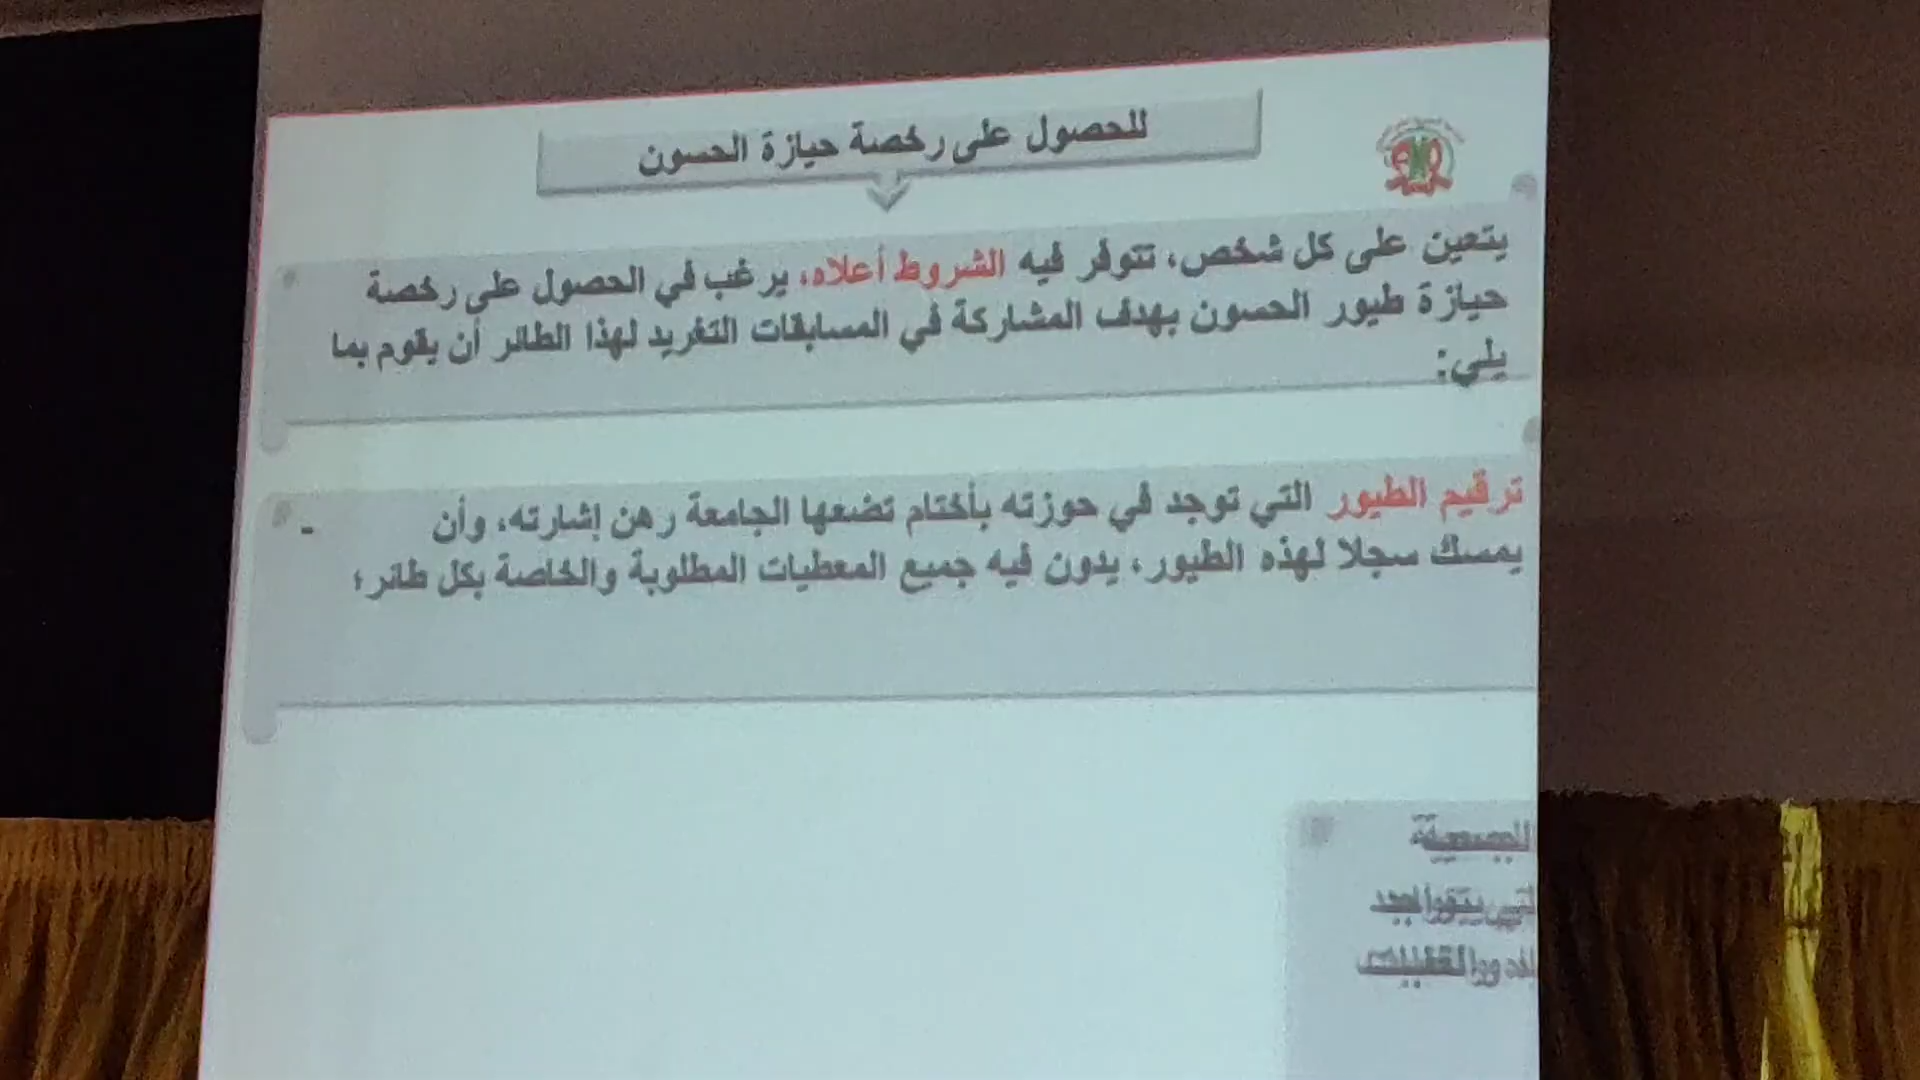 للحصول على رخصة حيازة الحسون
يتعين على كل شخص، تتوفر فيه الشروط أعلاه، يرغب في الحصول على رخصة
حيازة طيور الحسون بهدف المشاركة في المسابقات التغريد لهذا الطائر أن يقوم بما
يلي:
ترقيم الطيور التي توجد في حوزته بأختام تضعها الجامعة رهن إشارته، وأن -
يمسك سجلا لهذه الطيور، يدون فيه جميع المعطيات المطلوبة والخاصة بكل طائر؛